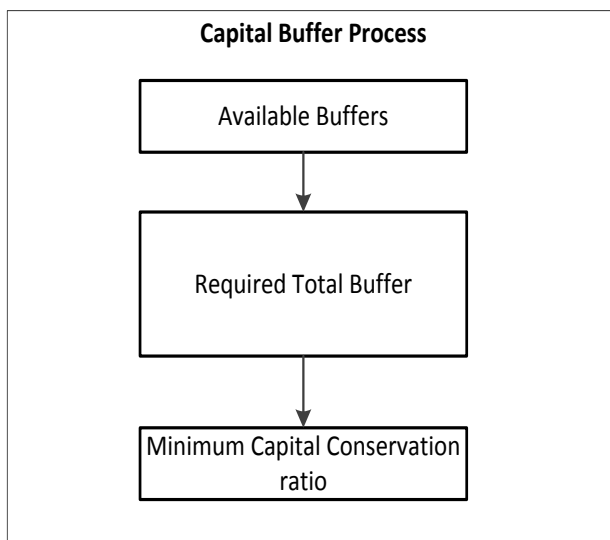 Capital Buffer Process
Available Buffers
Required Total Buffer
Minimum Capital Conservation
ratio